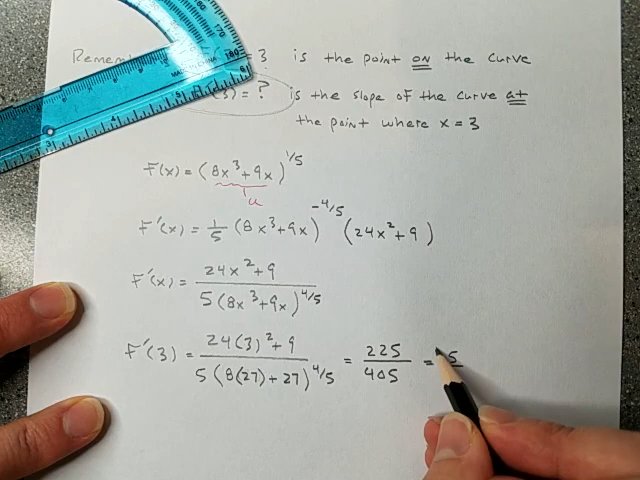 F = 3 is the point on the curve
(3) = ? is the slope of the curve at
the point where x = 3
F(x) = (8x³+9x)^1/5
u
F'(x) = 1/5 (8x³+9x)^-4/5 (24x²+9)
F'(x) = 24x²+9 / 5(8x³+9x)^4/5
F'(3) = 24(3)²+9 / 5(8(27)+27)^4/5 = 225 / 405 = 5